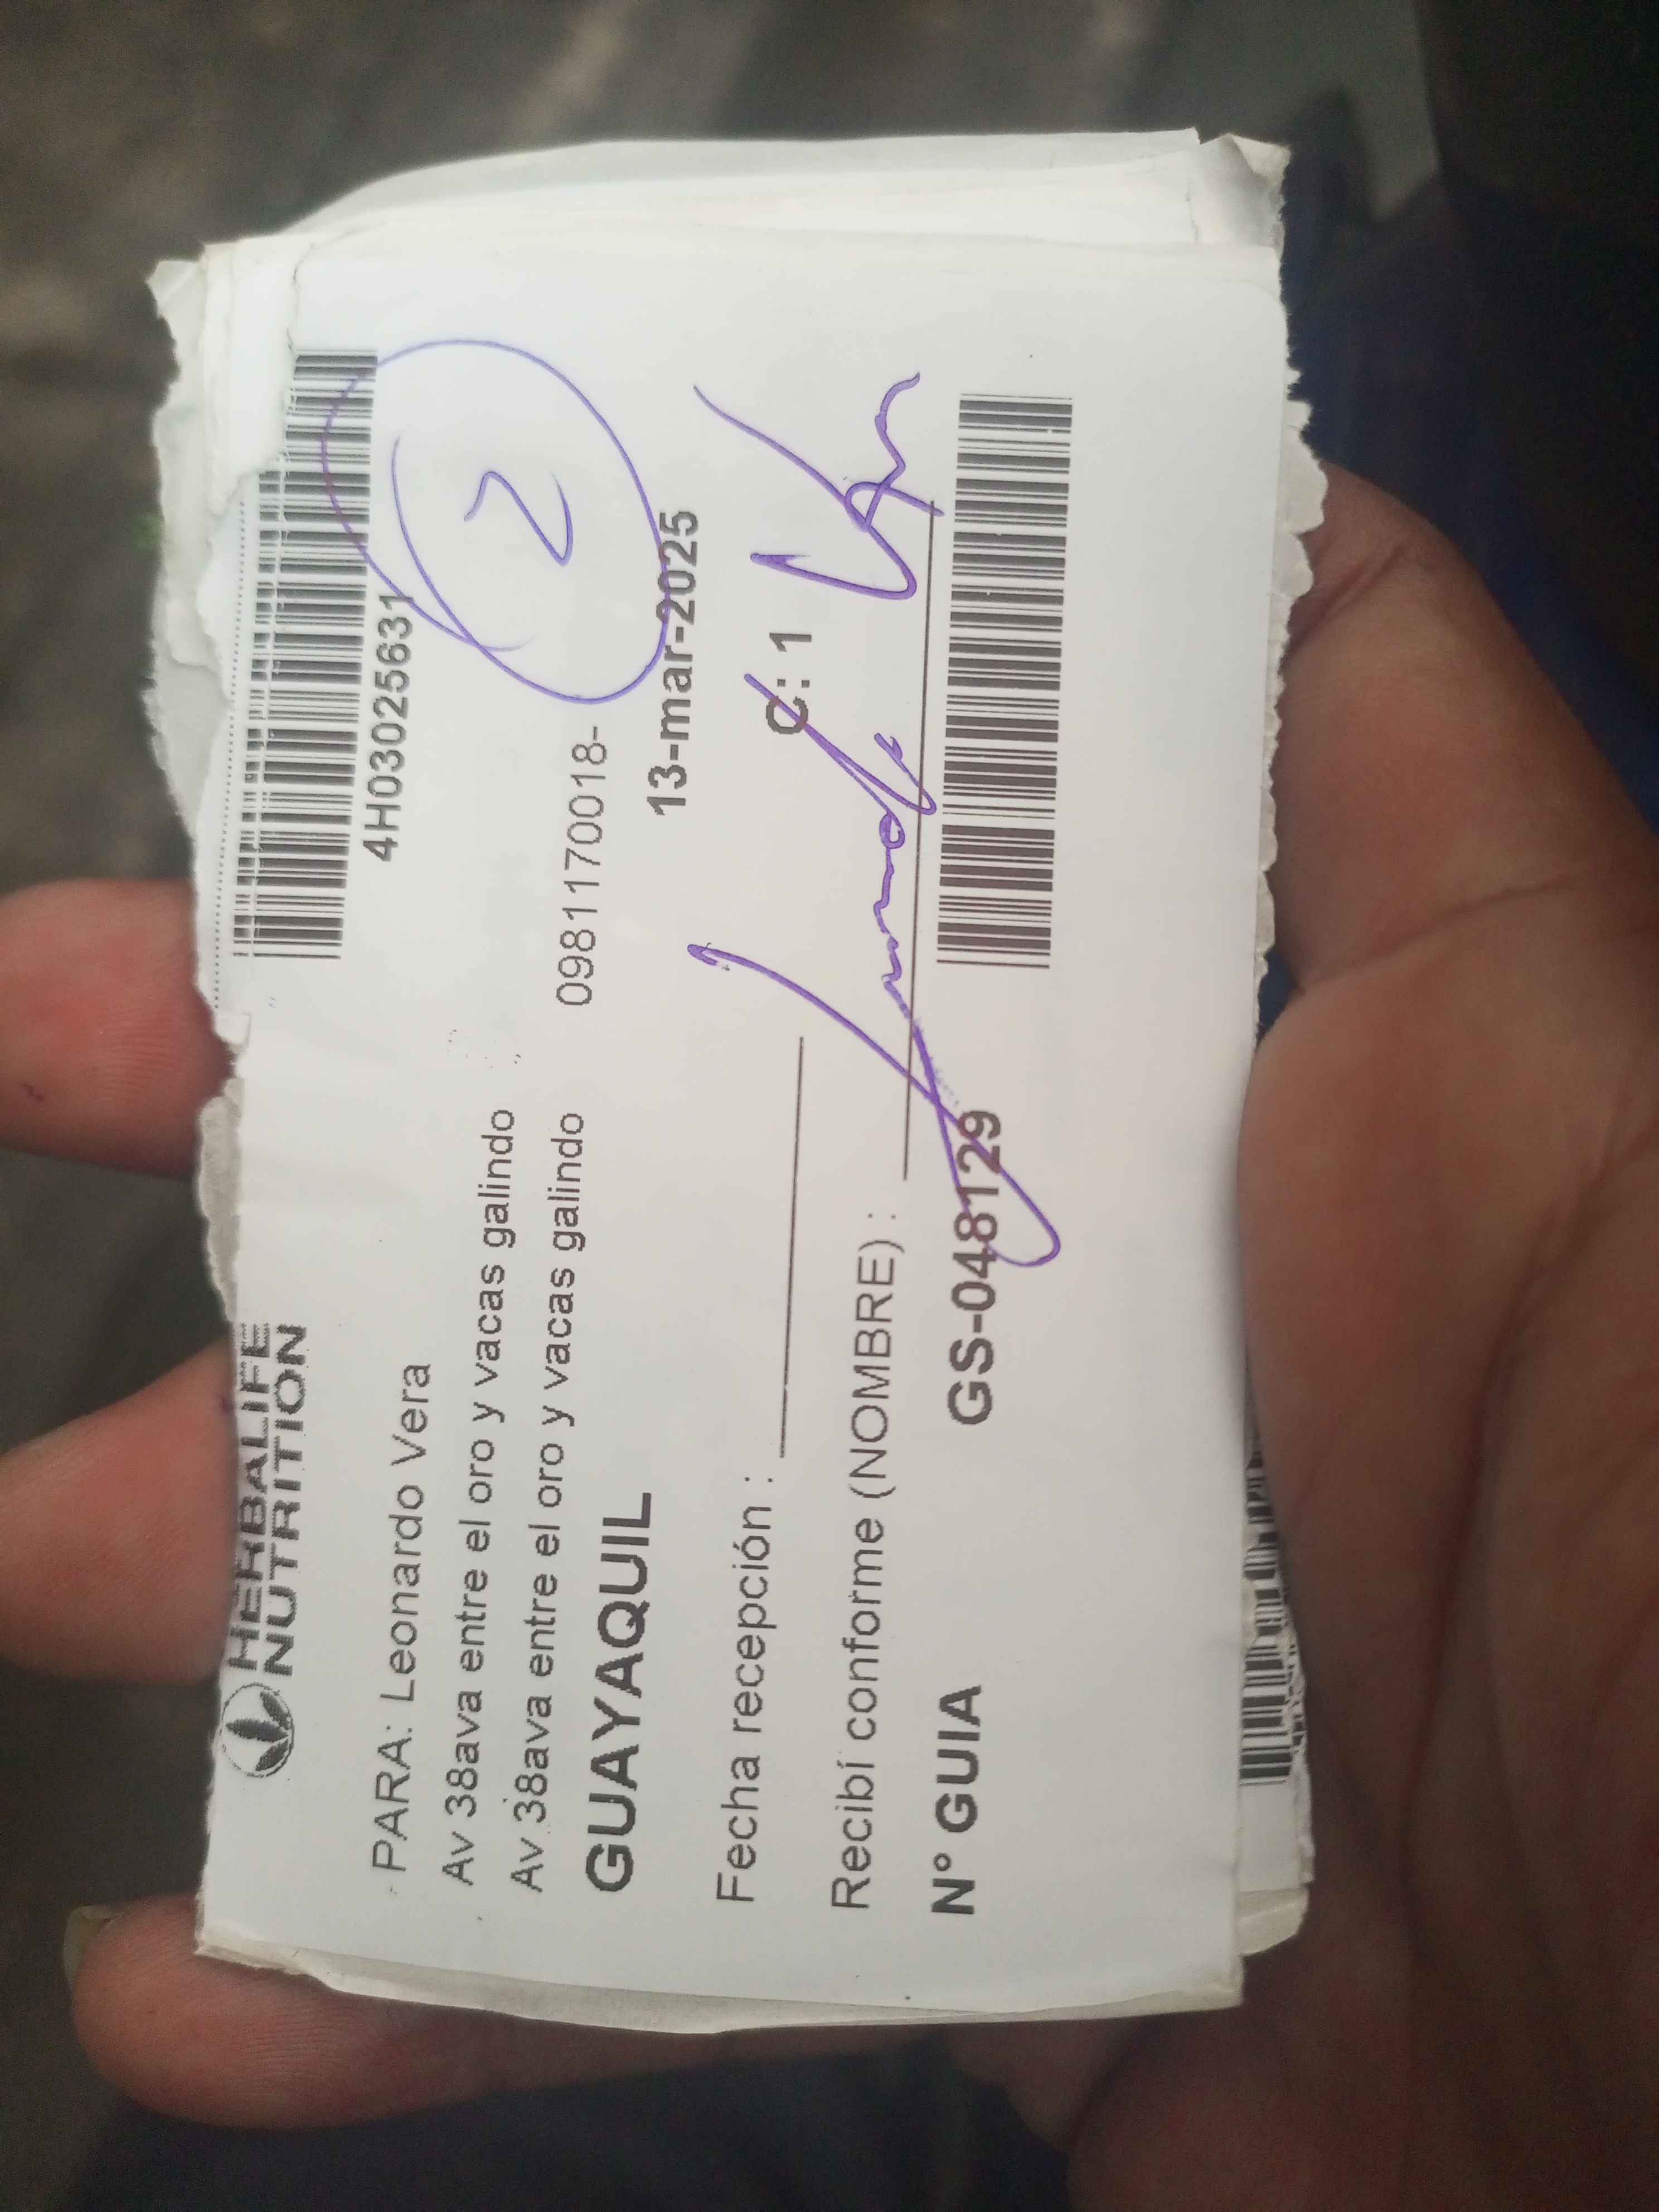 HERBALIFE
NUTRITION
4H03025631
PARA: Leonardo Vera
Av 38ava entre el oro y vacas galindo
Av 38ava entre el oro y vacas galindo 0981170018-
2
GUAYAQUIL 13-mar-2025
Fecha recepción : C: 1
Recibí conforme (NOMBRE) :
N° GUIA GS-048129